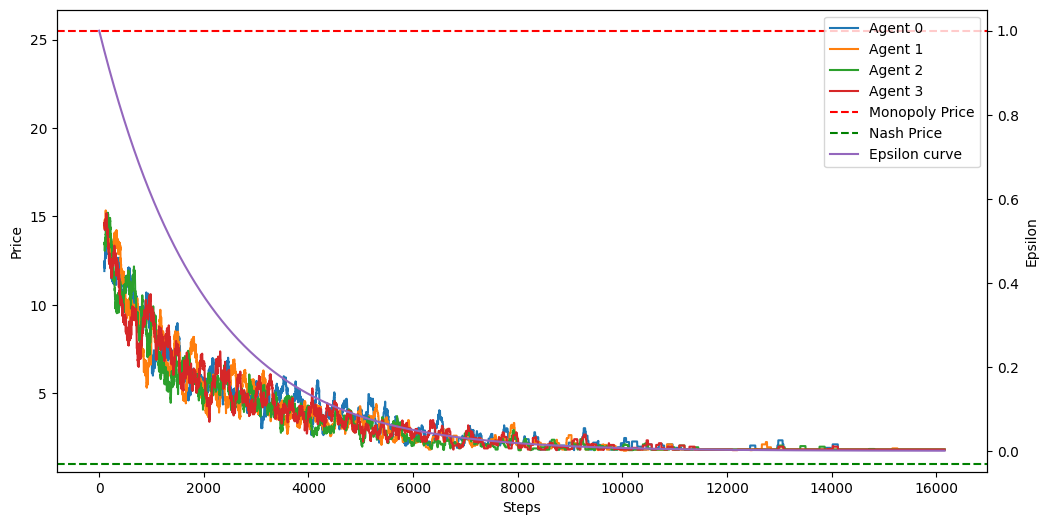 25
20
15
10
5
Price
0
2000
4000
6000
8000
10000
12000
14000
16000
Steps
1.0
0.8
0.6
0.4
0.2
0.0
Epsilon
Agent 0
Agent 1
Agent 2
Agent 3
Monopoly Price
Nash Price
Epsilon curve